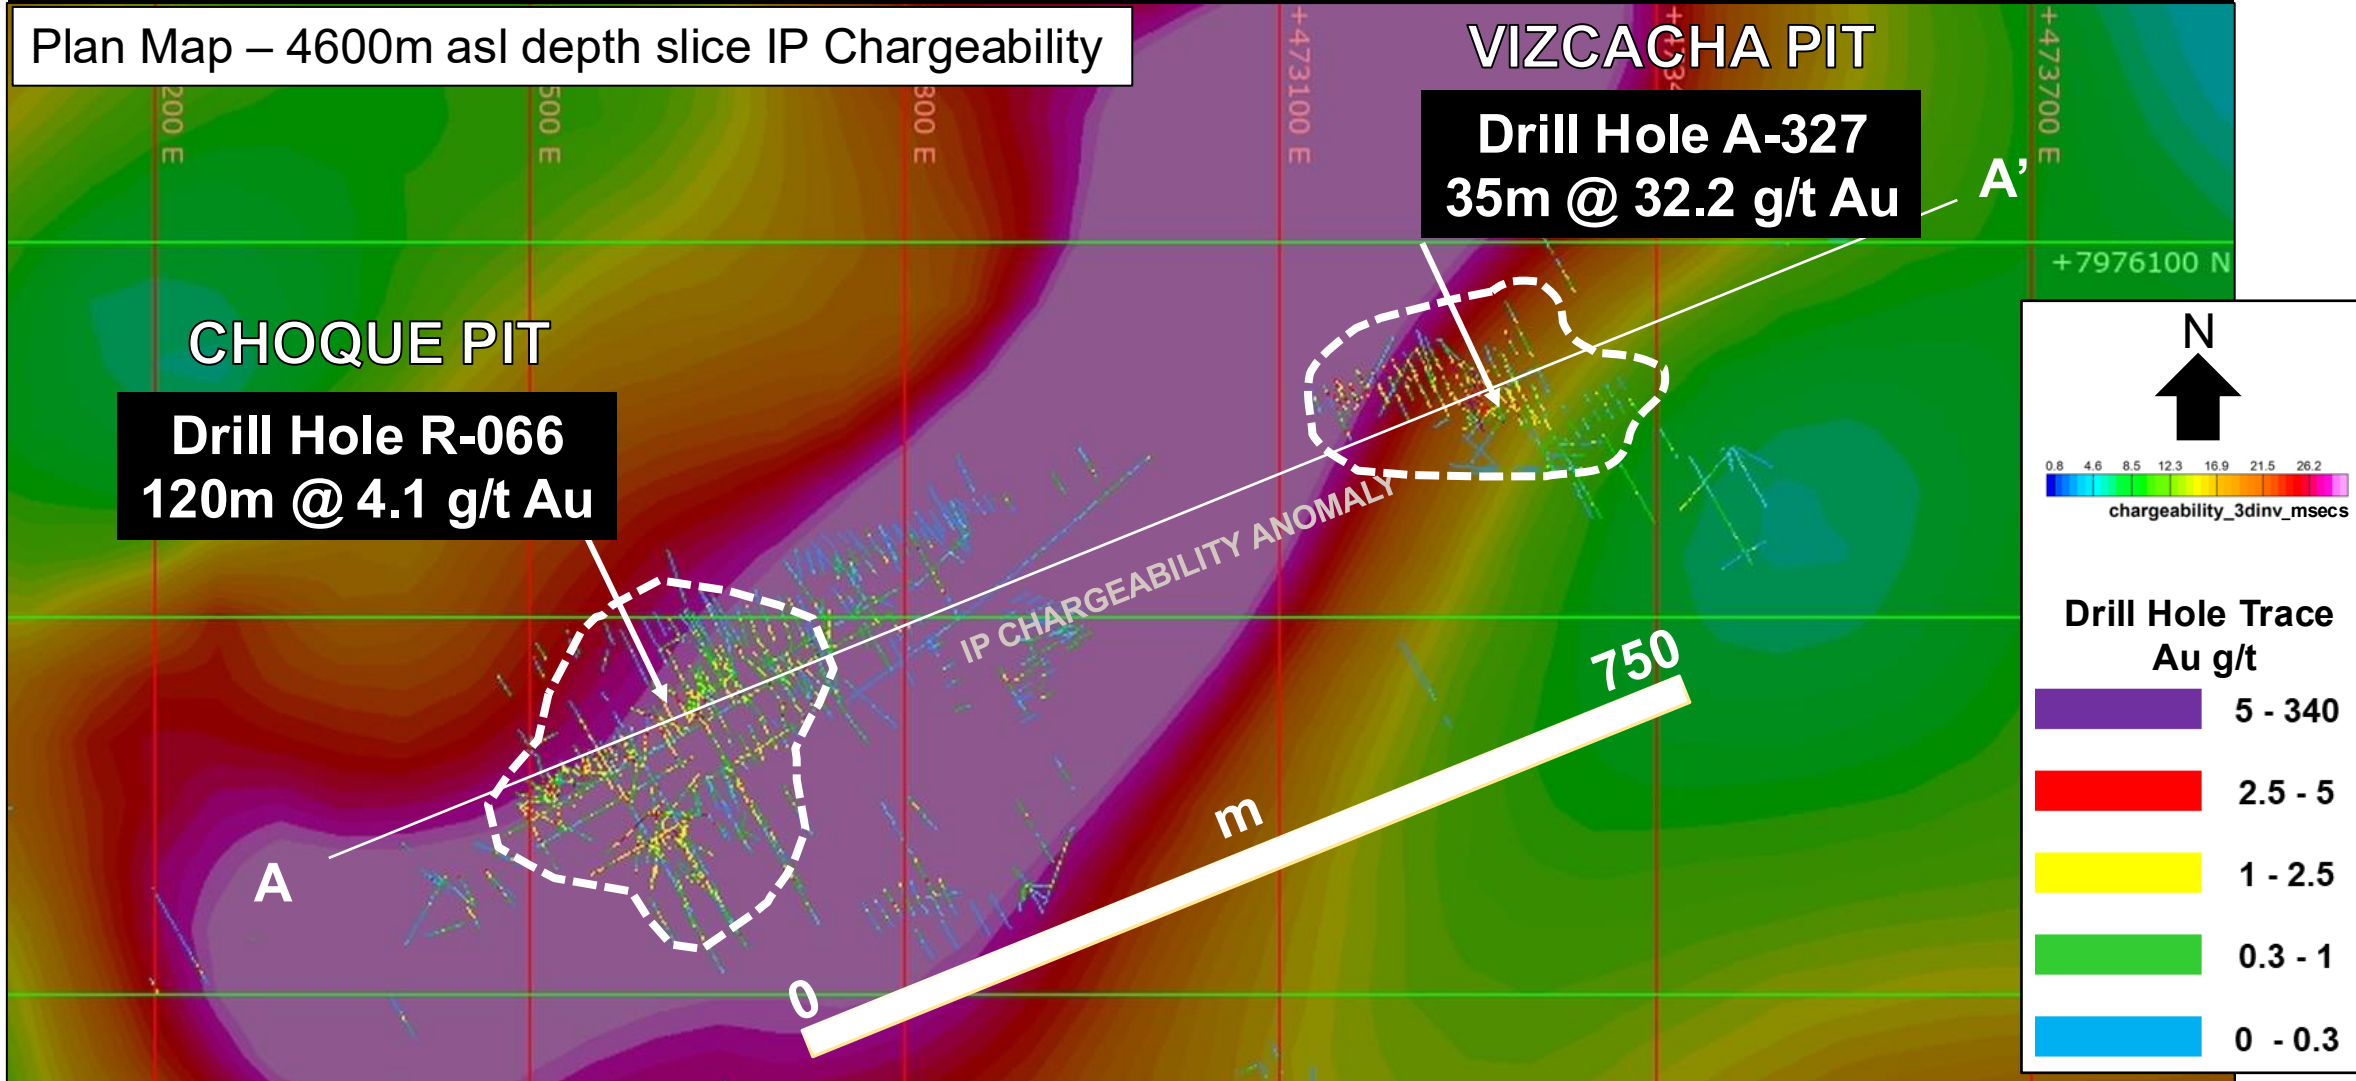 Plan Map – 4600m asl depth slice IP Chargeability
200 E
500 E
800 E
+473100 E
+473700 E
VIZCACHA PIT
Drill Hole A-327
35m @ 32.2 g/t Au
A’
+7976100 N
CHOQUE PIT
Drill Hole R-066
120m @ 4.1 g/t Au
IP CHARGEABILITY ANOMALY
A
0
m
750
N
0.8 4.6 8.5 12.3 16.9 21.5 26.2
chargeability_3dinv_msecs
Drill Hole Trace
Au g/t
5 - 340
2.5 - 5
1 - 2.5
0.3 - 1
0 - 0.3